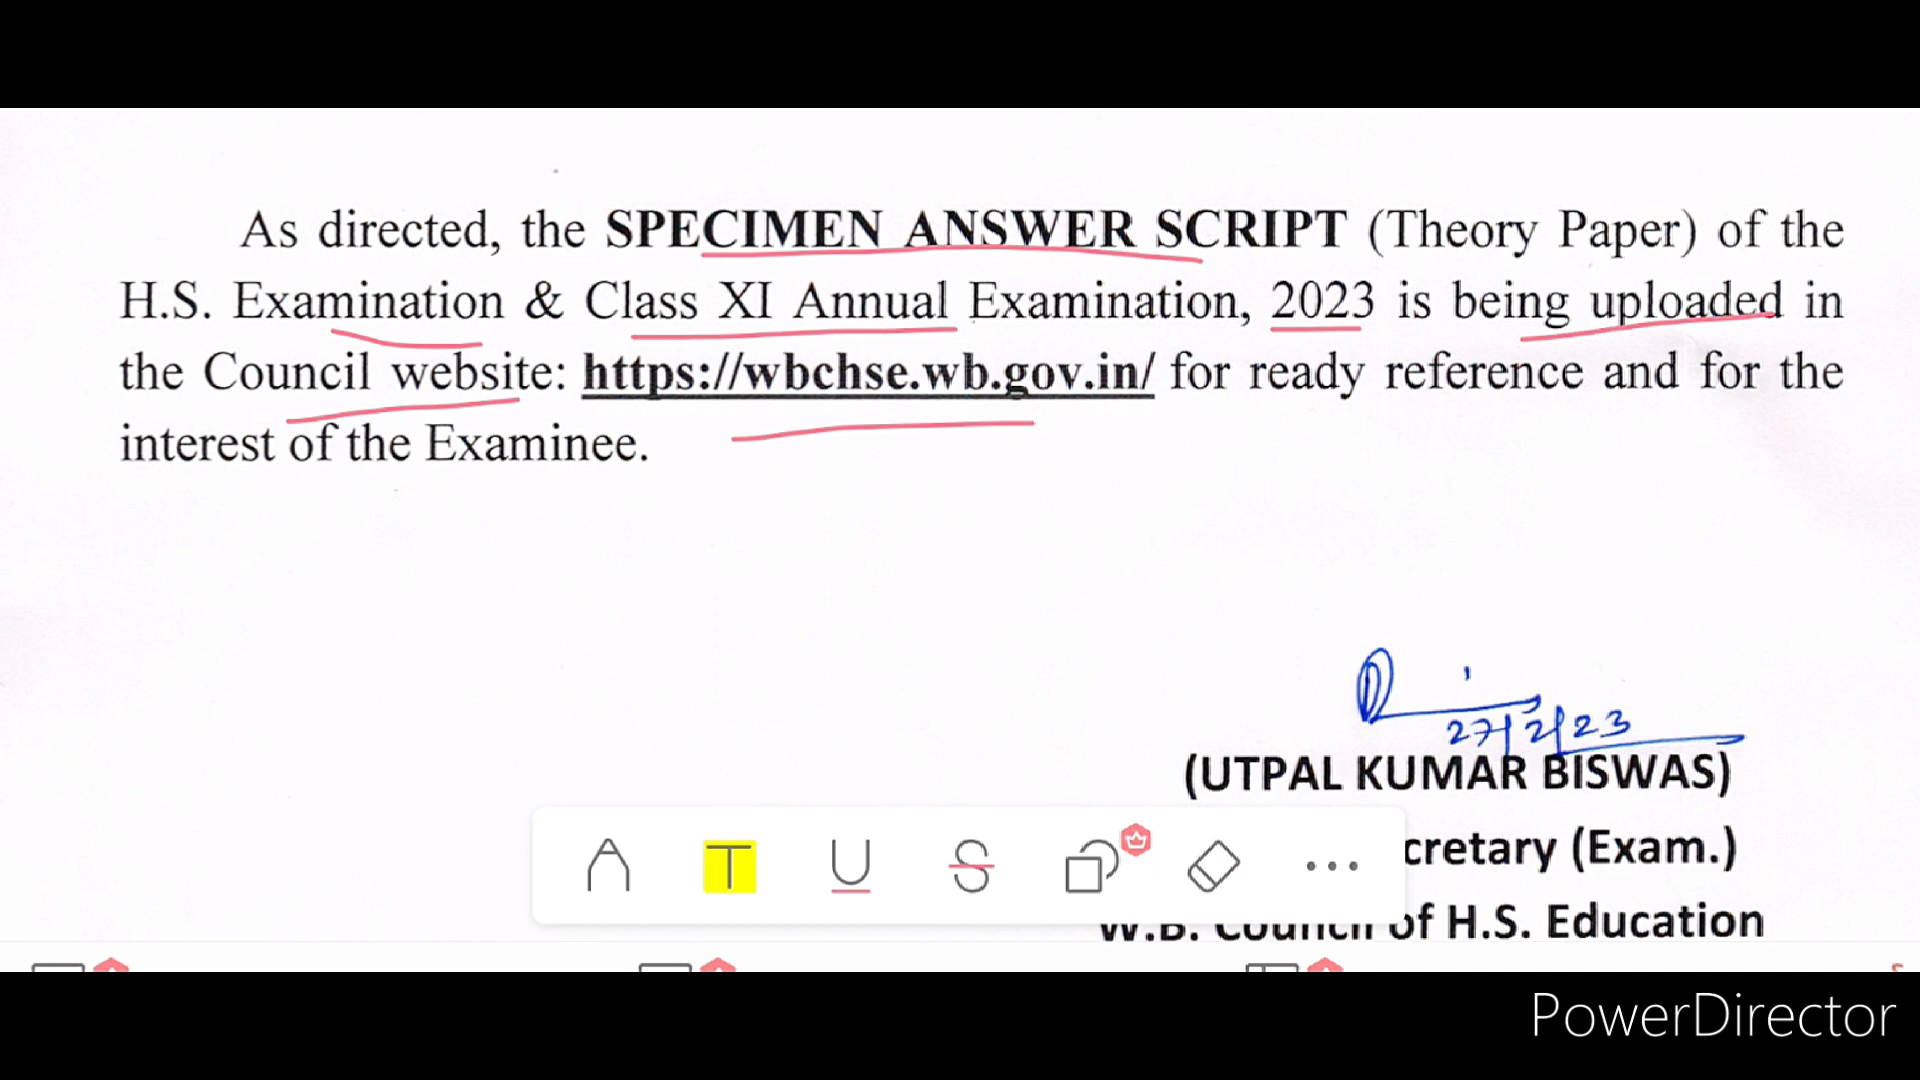 As directed, the SPECIMEN ANSWER SCRIPT (Theory Paper) of the
H.S. Examination & Class XI Annual Examination, 2023 is being uploaded in
the Council website: https://wbchse.wb.gov.in/ for ready reference and for the
interest of the Examinee.
27/2/23
(UTPAL KUMAR BISWAS)
cretary (Exam.)
W.B. Council of H.S. Education
PowerDirector